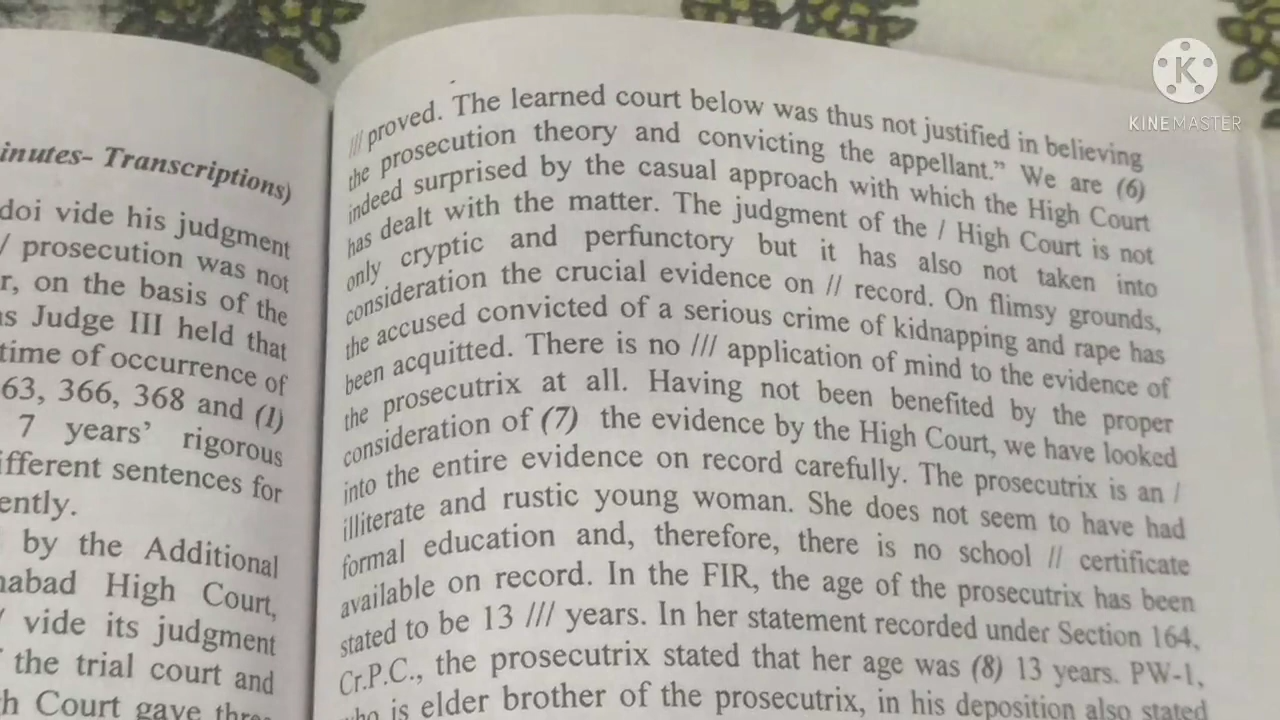 inutes- Transcriptions)
doi vide his judgment
/ prosecution was not
r, on the basis of the
as Judge III held that
time of occurrence of
63, 366, 368 and (1)
7 years' rigorous
ifferent sentences for
ently.
by the Additional
habad High Court,
/ vide its judgment
the trial court and
h Court gave three
/// proved. The learned court below was thus not justified in believing
the prosecution theory and convicting the appellant." We are (6)
indeed surprised by the casual approach with which the High Court
has dealt with the matter. The judgment of the / High Court is not
only cryptic and perfunctory but it has also not taken into
consideration the crucial evidence on // record. On flimsy grounds,
the accused convicted of a serious crime of kidnapping and rape has
been acquitted. There is no /// application of mind to the evidence of
the prosecutrix at all. Having not been benefited by the proper
consideration of (7) the evidence by the High Court, we have looked
into the entire evidence on record carefully. The prosecutrix is an /
illiterate and rustic young woman. She does not seem to have had
formal education and, therefore, there is no school // certificate
available on record. In the FIR, the age of the prosecutrix has been
stated to be 13 /// years. In her statement recorded under Section 164,
Cr.P.C., the prosecutrix stated that her age was (8) 13 years. PW-1,
who is elder brother of the prosecutrix, in his deposition also stated
K
KINEMASTER